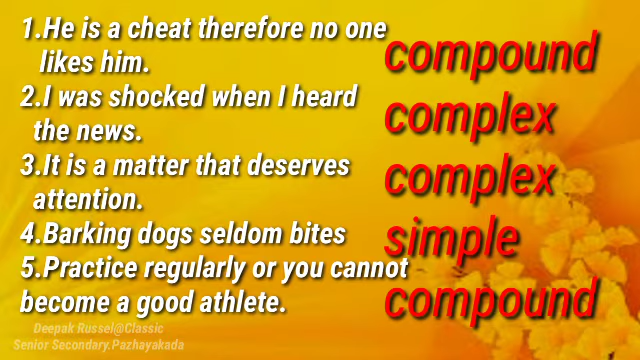 1.He is a cheat therefore no one
likes him.
compound
2.I was shocked when I heard
the news.
complex
3.It is a matter that deserves
attention.
complex
4.Barking dogs seldom bites
simple
5.Practice regularly or you cannot
become a good athlete.
compound
Deepak Russel@Classic
Senior Secondary.Pazhayakada